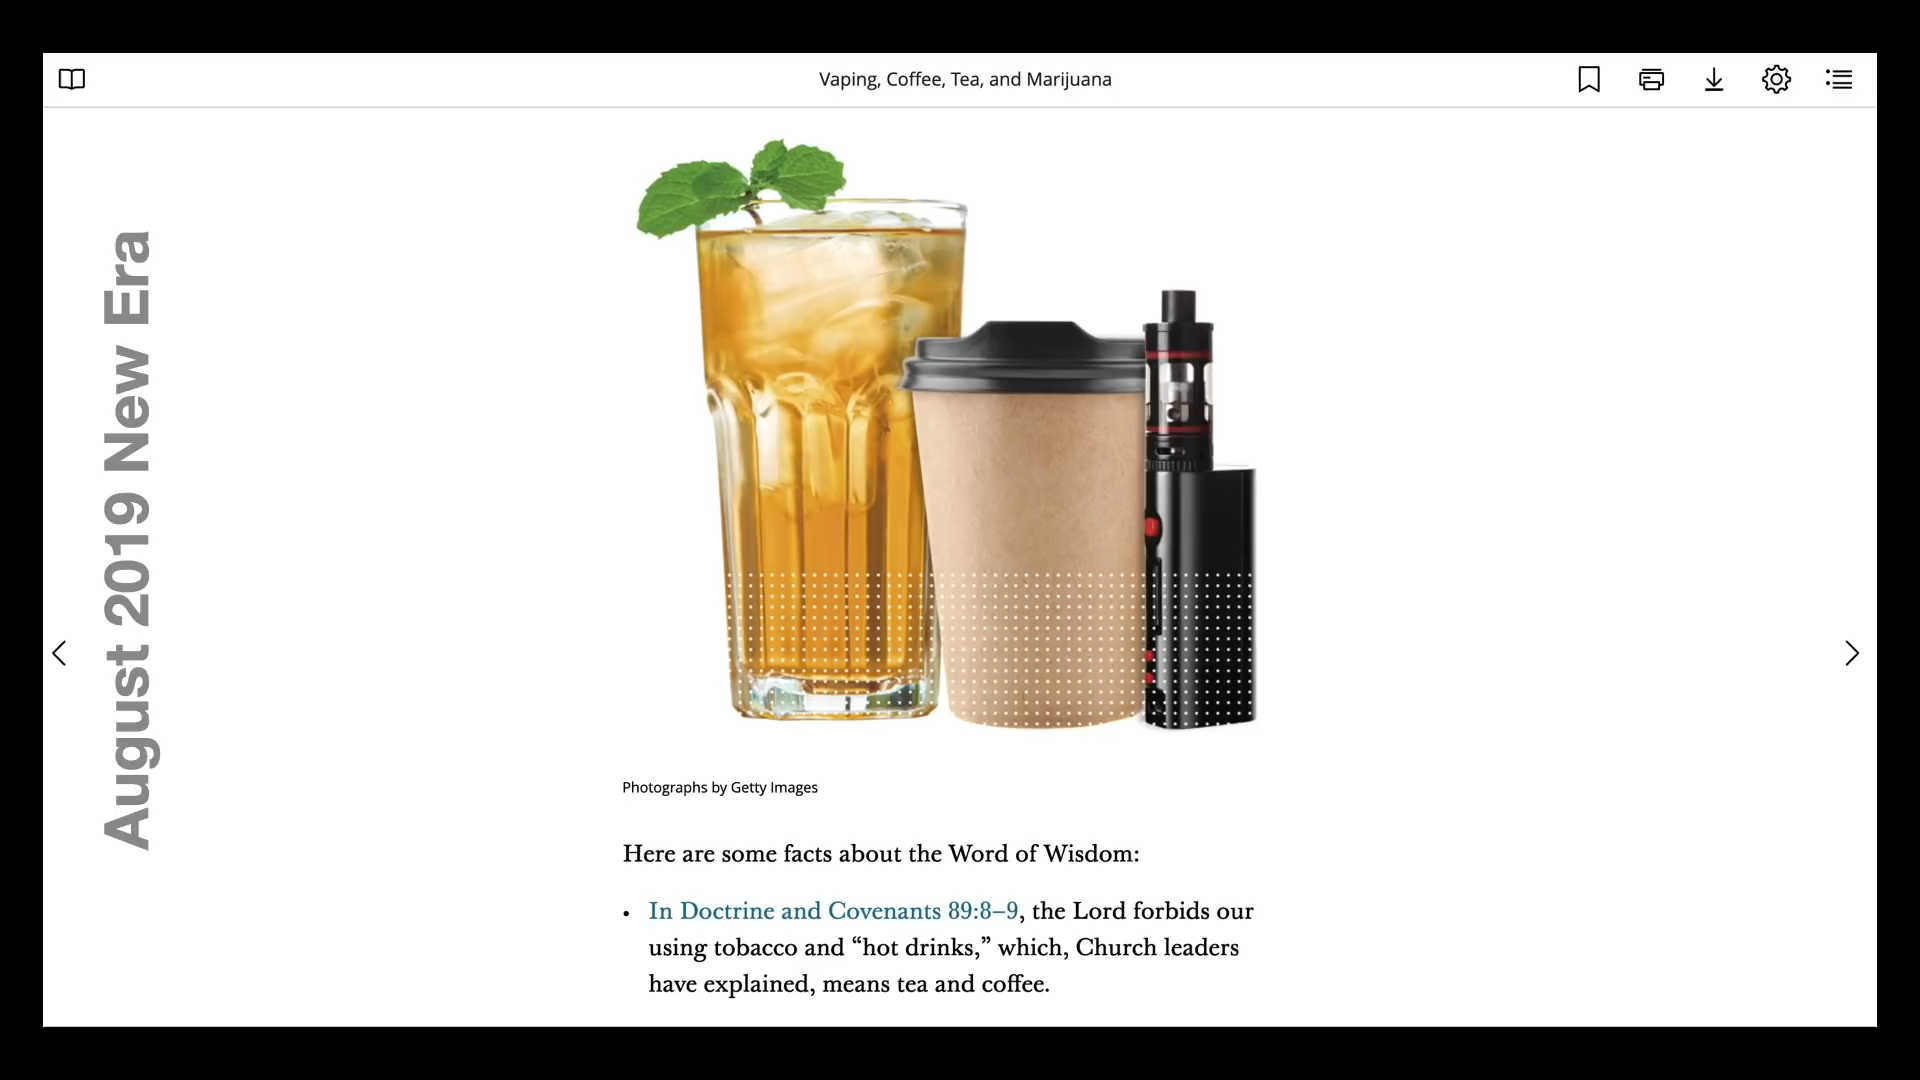 Vaping, Coffee, Tea, and Marijuana
August 2019 New Era
Photographs by Getty Images
Here are some facts about the Word of Wisdom:
• In Doctrine and Covenants 89:8–9, the Lord forbids our
using tobacco and “hot drinks,” which, Church leaders
have explained, means tea and coffee.